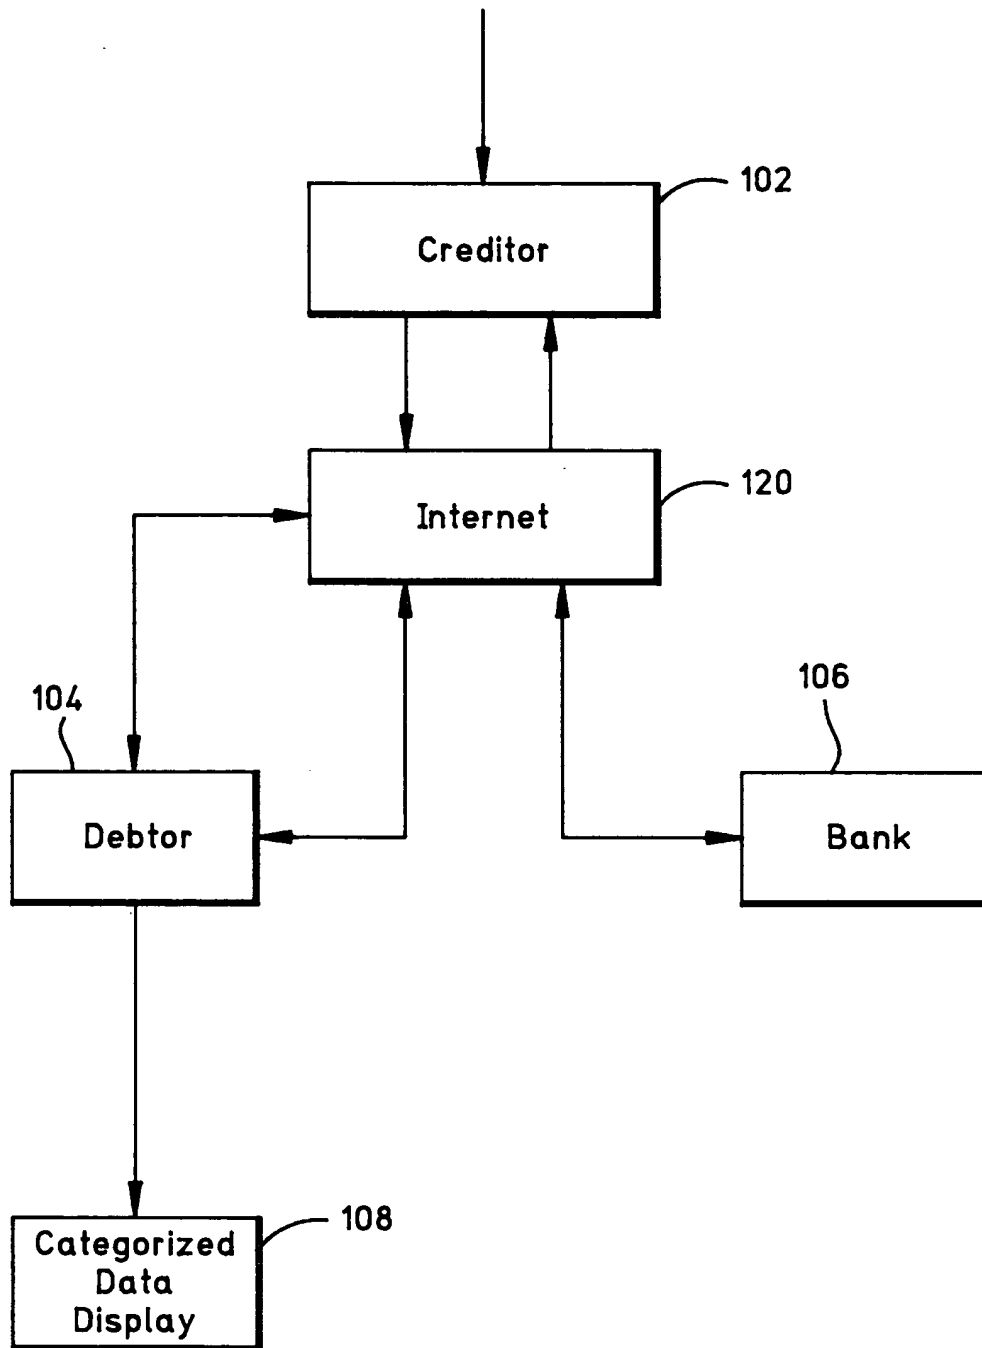 102
Creditor
120
Internet
104
106
Debtor
Bank
108
Categorized
Data
Display